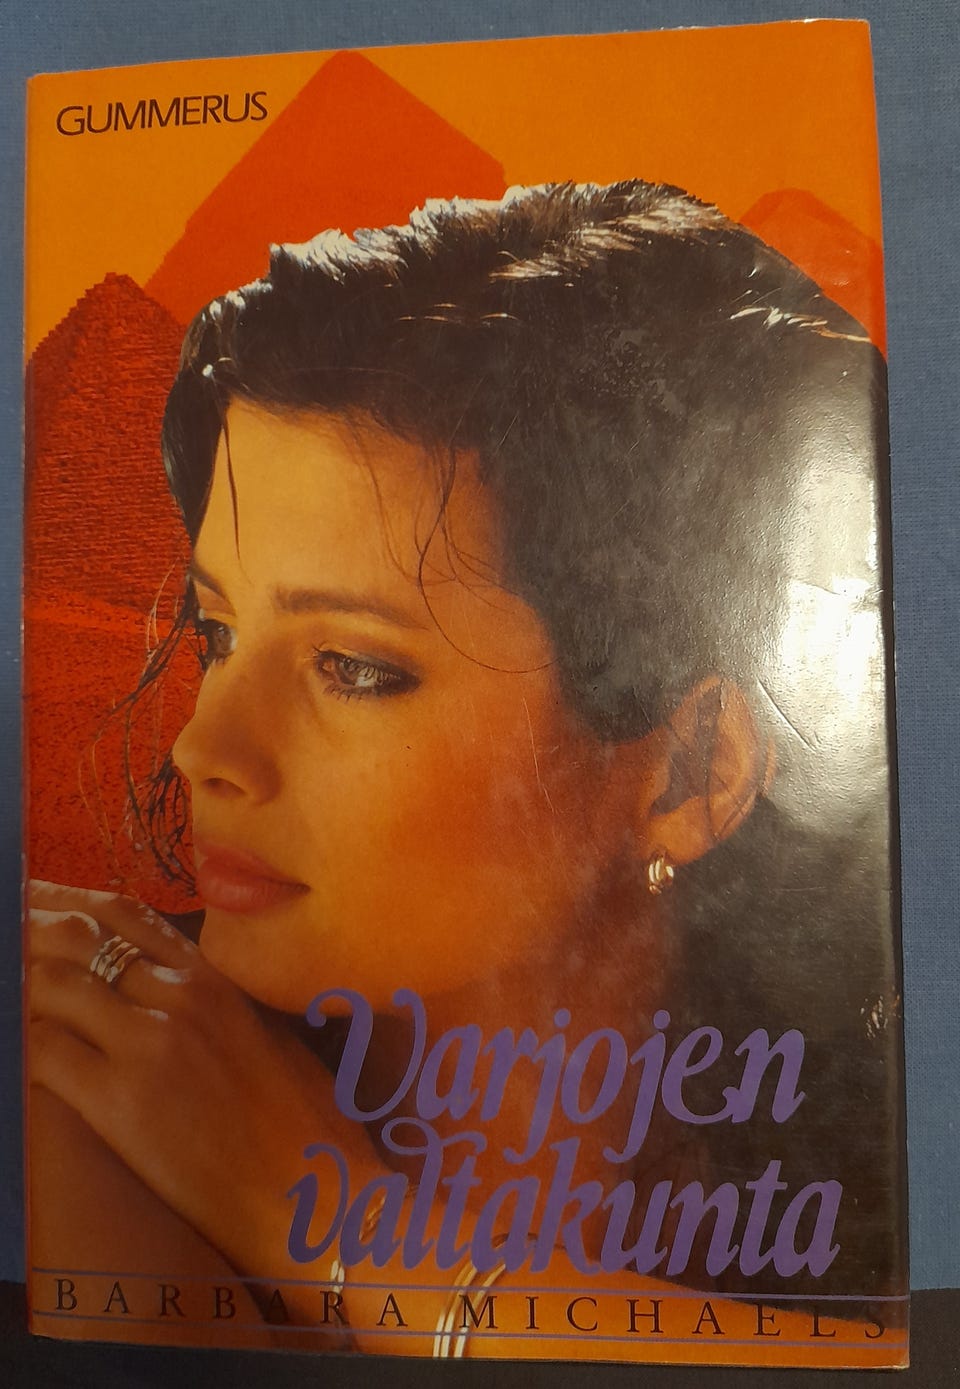 GUMMERUS
Varjojen
valtakunta
BARBARA MICHAELS